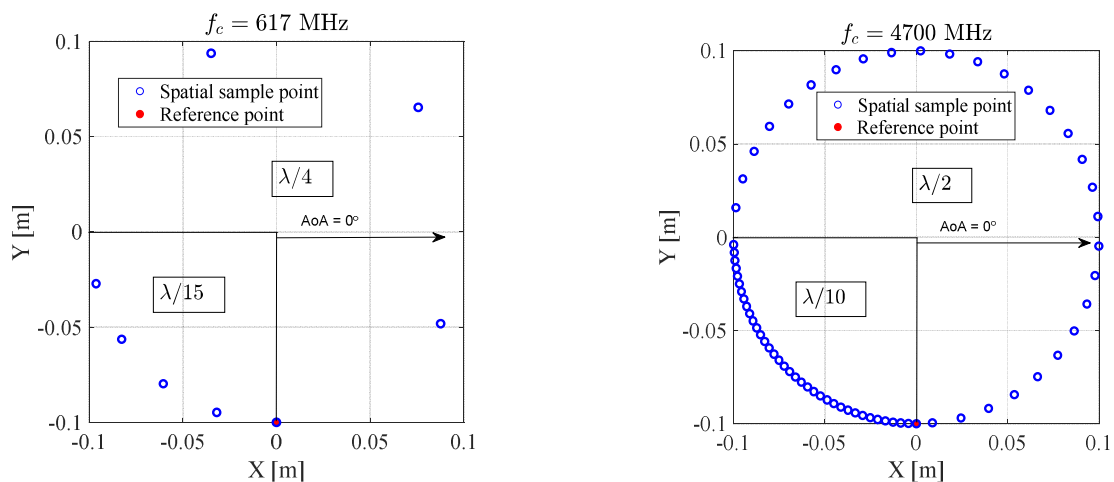 f_c = 617 MHz
0.1
0.05
0
-0.05
-0.1
Y [m]
Spatial sample point
Reference point
λ/4
AoA = 0°
λ/15
-0.1
-0.05
0
0.05
0.1
X [m]
f_c = 4700 MHz
0.1
0.05
0
-0.05
-0.1
Y [m]
Spatial sample point
Reference point
λ/2
AoA = 0°
λ/10
-0.1
-0.05
0
0.05
0.1
X [m]